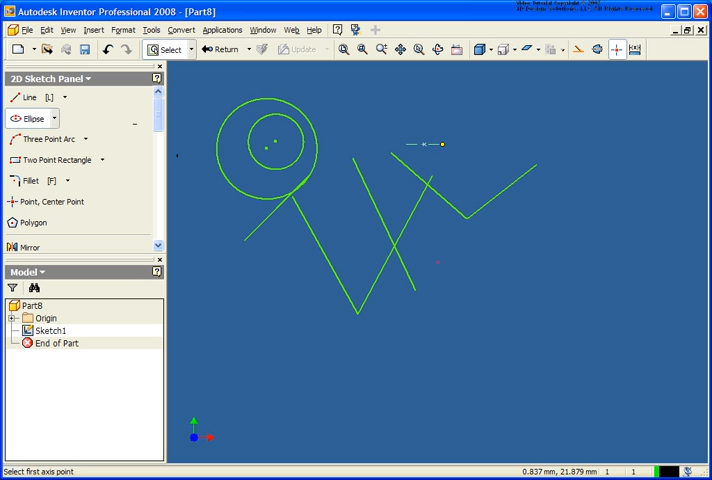 Autodesk Inventor Professional 2008 - [Part8]
File Edit View Insert Format Tools Convert Applications Window Web Help
Select Return Update
2D Sketch Panel
Line [L]
Ellipse
Three Point Arc
Two Point Rectangle
Fillet [F]
Point, Center Point
Polygon
Mirror
Model
Part8
Origin
Sketch1
End of Part
Select first axis point 0.837 mm, 21.879 mm 1 1